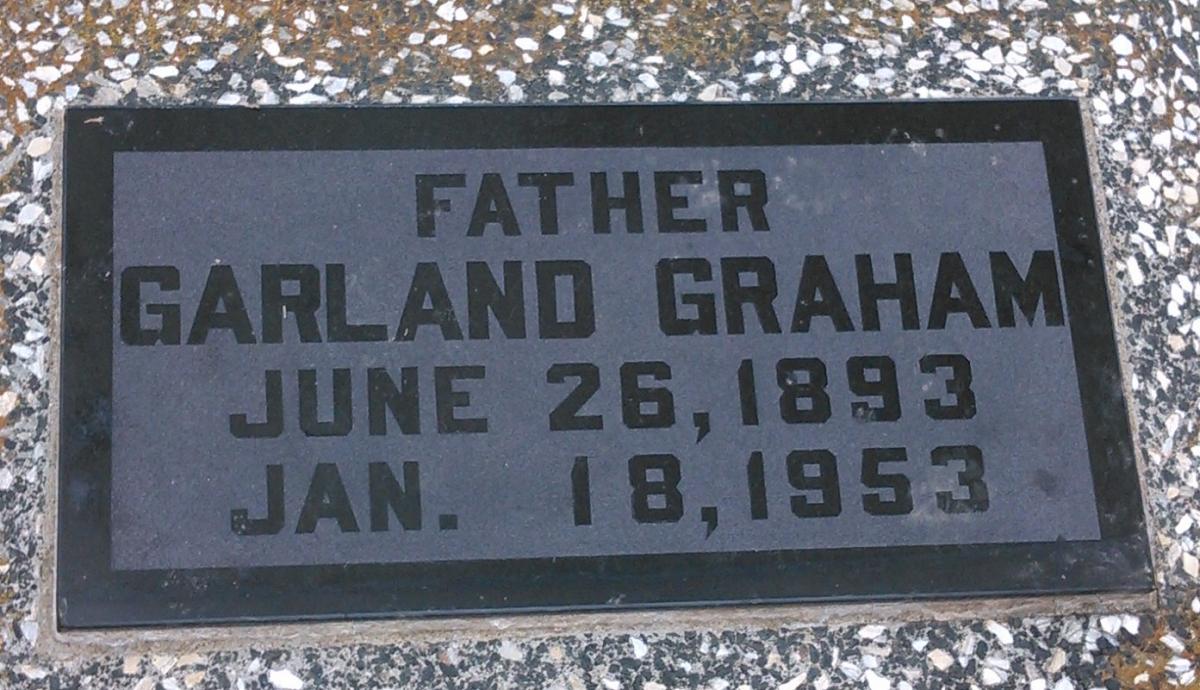 FATHER
GARLAND GRAHAM
JUNE 26, 1893
JAN. 18, 1953